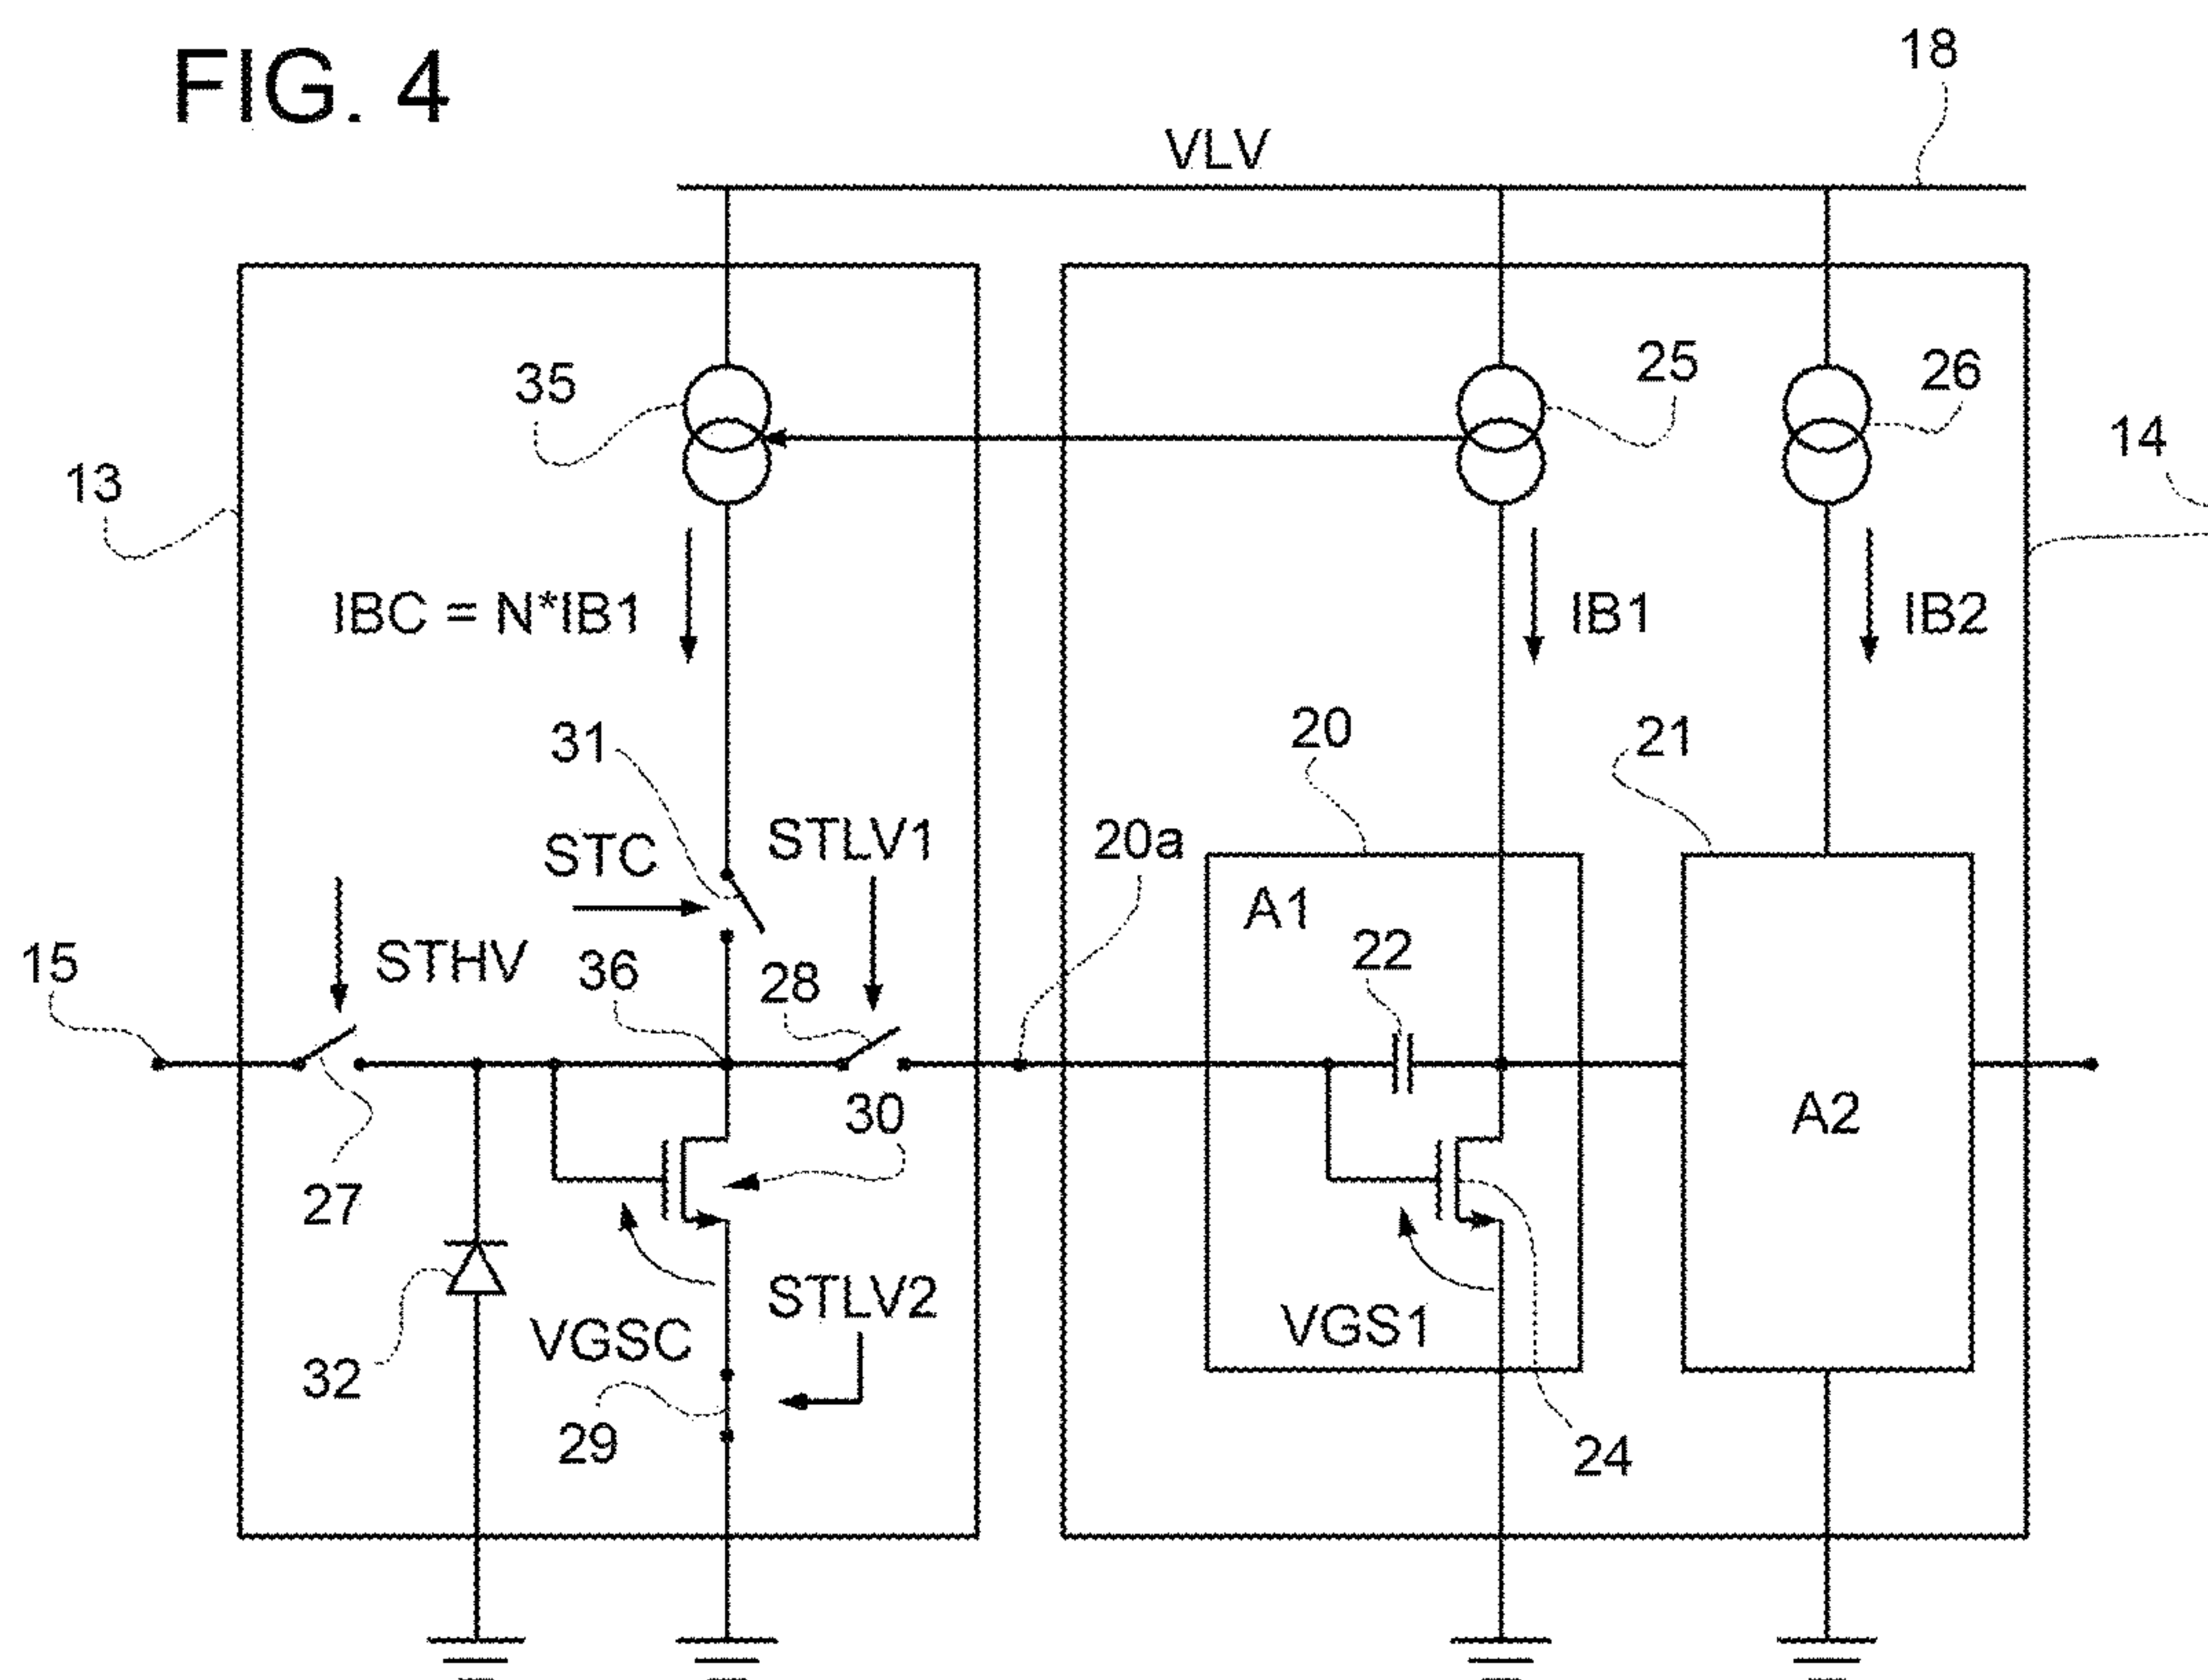 FIG. 4
18
VLV
35
25
26
14
13
IBC = N*IB1
IB1
IB2
31
20
21
STC
STLV1
20a
A1
22
15
STHV
36
28
30
A2
27
VGSC
STLV2
VGS1
32
29
24